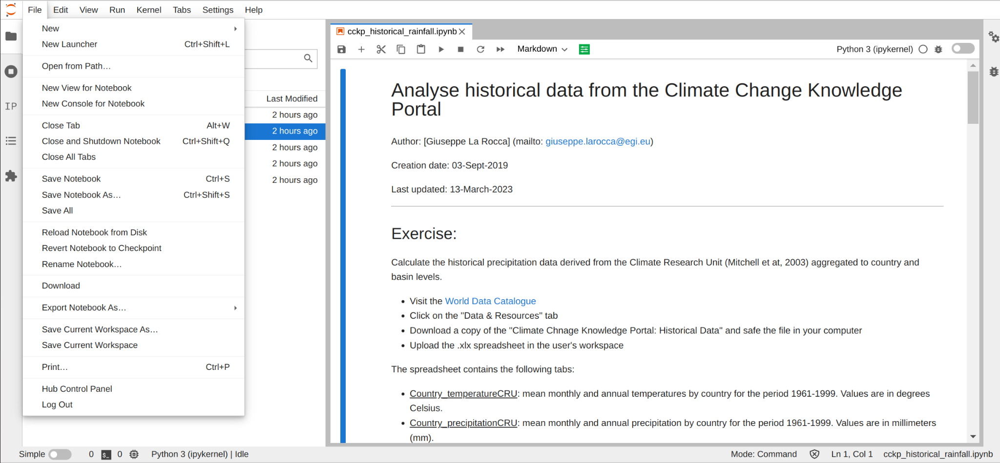 File Edit View Run Kernel Tabs Settings Help
New
New Launcher Ctrl+Shift+L
Open from Path…
New View for Notebook
New Console for Notebook
Close Tab Alt+W
Close and Shutdown Notebook Ctrl+Shift+Q
Close All Tabs
Save Notebook Ctrl+S
Save Notebook As… Ctrl+Shift+S
Save All
Reload Notebook from Disk
Revert Notebook to Checkpoint
Rename Notebook…
Download
Export Notebook As…
Save Current Workspace As…
Save Current Workspace
Print… Ctrl+P
Hub Control Panel
Log Out
IP
Last Modified
2 hours ago
2 hours ago
2 hours ago
2 hours ago
2 hours ago
cckp_historical_rainfall.ipynb
Markdown
Python 3 (ipykernel)
Analyse historical data from the Climate Change Knowledge
Portal
Author: [Giuseppe La Rocca] (mailto: giuseppe.larocca@egi.eu)
Creation date: 03-Sept-2019
Last updated: 13-March-2023
Exercise:
Calculate the historical precipitation data derived from the Climate Research Unit (Mitchell et at, 2003) aggregated to country and
basin levels.
• Visit the World Data Catalogue
• Click on the "Data & Resources" tab
• Download a copy of the "Climate Chnage Knowledge Portal: Historical Data" and safe the file in your computer
• Upload the .xlx spreadsheet in the user's workspace
The spreadsheet contains the following tabs:
• Country_temperatureCRU: mean monthly and annual temperatures by country for the period 1961-1999. Values are in degrees
Celsius.
• Country_precipitationCRU: mean monthly and annual precipitation by country for the period 1961-1999. Values are in millimeters
(mm).
Simple 0 $_ 0 Python 3 (ipykernel) | Idle
Mode: Command Ln 1, Col 1 cckp_historical_rainfall.ipynb